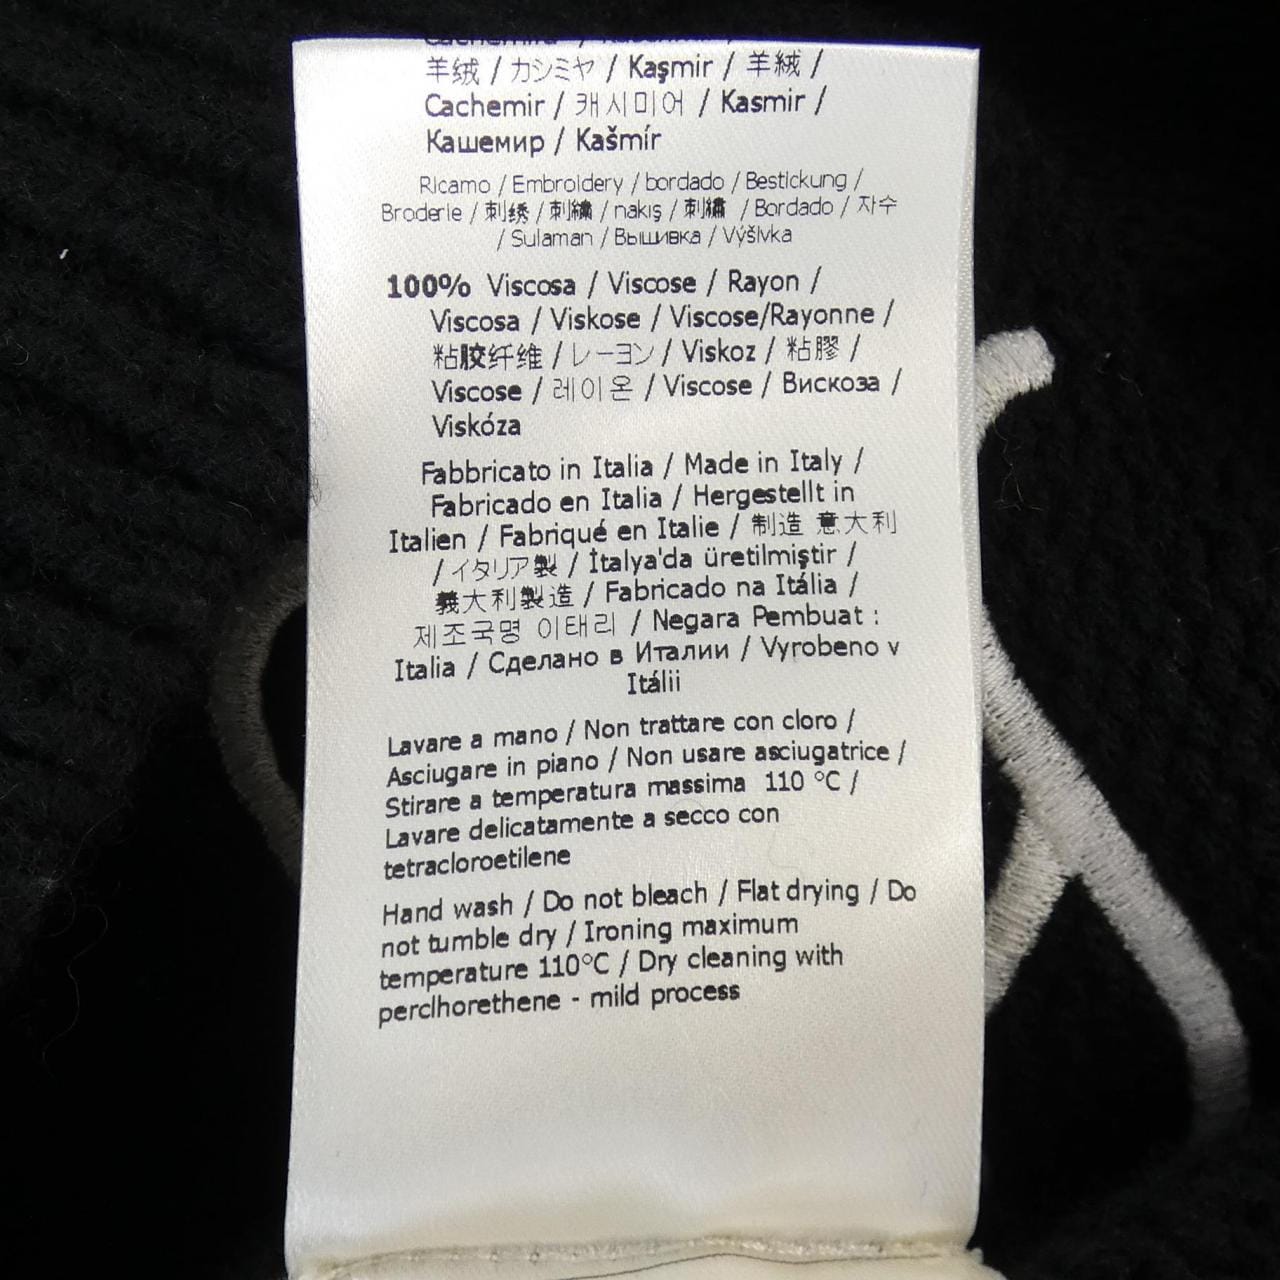 羊绒 / カシミヤ / Kaşmir / 羊絨 /
Cachemir / 캐시미어 / Kasmir /
Кашемир / Kašmír
Ricamo / Embroidery / bordado / Bestickung /
Broderie / 刺绣 / 刺繍 / nakış / 刺繡 / Bordado / 자수
/ Sulaman / Вышивка / Výšivka
100% Viscosa / Viscose / Rayon /
Viscosa / Viskose / Viscose/Rayonne /
粘胶纤维 / レーヨン / Viskoz / 粘膠 /
Viscose / 레이온 / Viscose / Вискоза /
Viskóza
Fabbricato in Italia / Made in Italy /
Fabricado en Italia / Hergestellt in
Italien / Fabriqué en Italie / 制造 意大利
/ イタリア製 / İtalya'da üretilmiştir /
義大利製造 / Fabricado na Itália /
제조국명 이태리 / Negara Pembuat :
Italia / Сделано в Италии / Vyrobeno v
Itálii
Lavare a mano / Non trattare con cloro /
Asciugare in piano / Non usare asciugatrice /
Stirare a temperatura massima 110 °C /
Lavare delicatamente a secco con
tetracloroetilene
Hand wash / Do not bleach / Flat drying / Do
not tumble dry / Ironing maximum
temperature 110°C / Dry cleaning with
perclhorethene - mild process